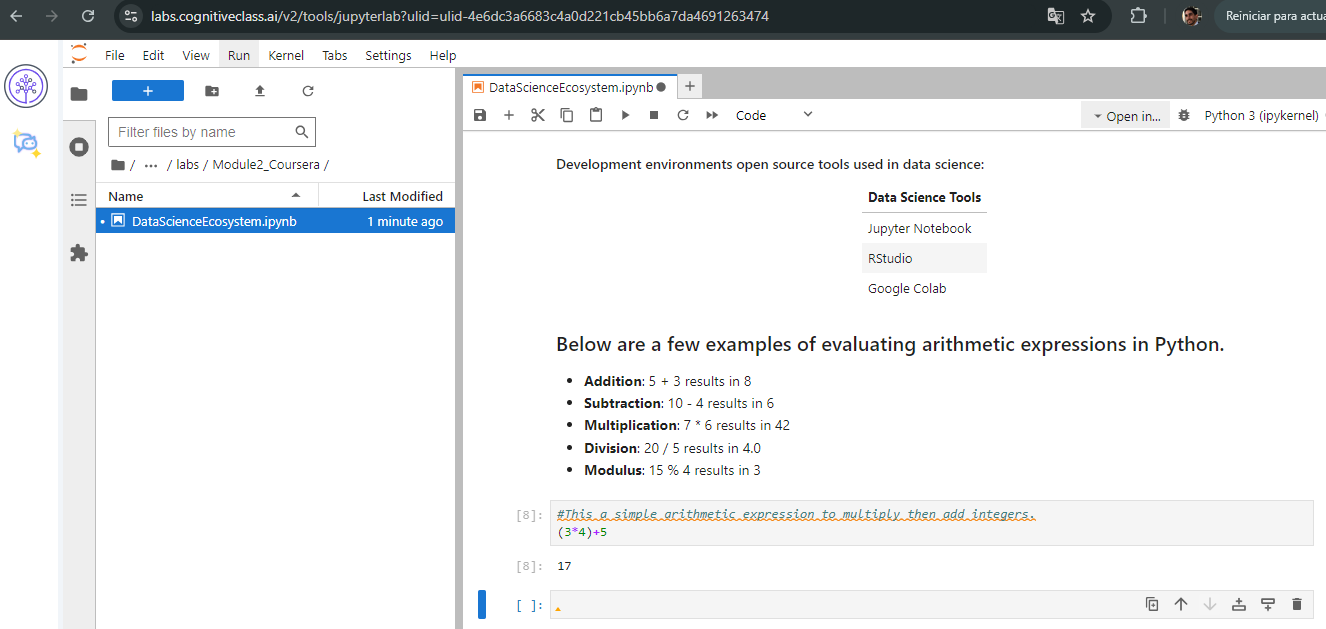 labs.cognitiveclass.ai/v2/tools/jupyterlab?ulid=ulid-4e6dc3a6683c4a0d221cb45bb6a7da4691263474
Reiniciar para actua
File Edit View Run Kernel Tabs Settings Help
Filter files by name
/ ... / labs / Module2_Coursera /
Name Last Modified
DataScienceEcosystem.ipynb 1 minute ago
DataScienceEcosystem.ipynb
Code Open in... Python 3 (ipykernel)
Development environments open source tools used in data science:
Data Science Tools
Jupyter Notebook
RStudio
Google Colab
Below are a few examples of evaluating arithmetic expressions in Python.
• Addition: 5 + 3 results in 8
• Subtraction: 10 - 4 results in 6
• Multiplication: 7 * 6 results in 42
• Division: 20 / 5 results in 4.0
• Modulus: 15 % 4 results in 3
[8]: #This a simple arithmetic expression to multiply then add integers.
(3*4)+5
[8]: 17
[ ]: